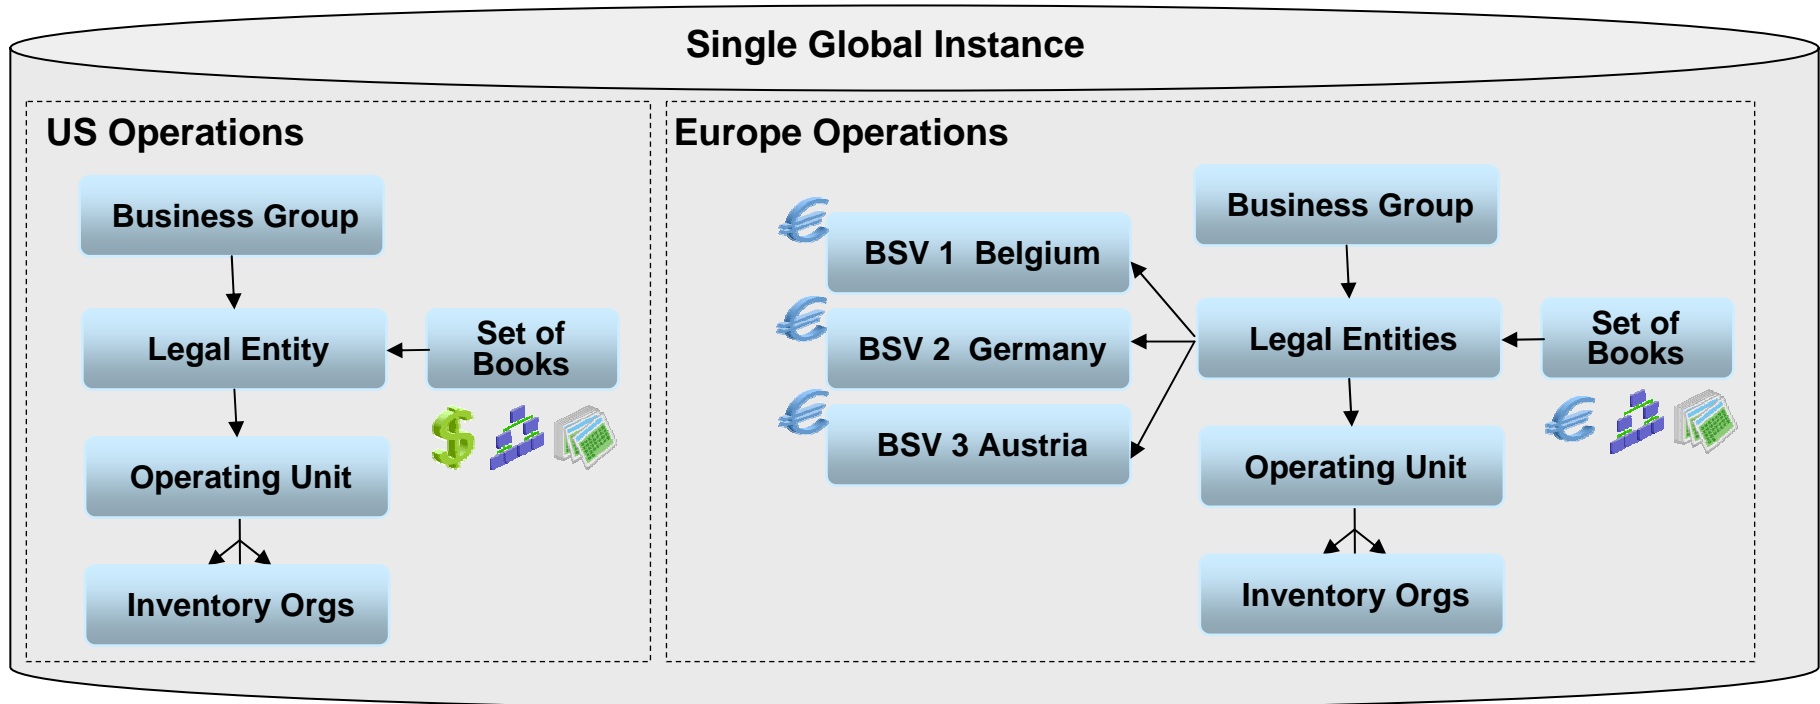 Single Global Instance
US Operations
Business Group
Legal Entity
Set of
Books
Operating Unit
Inventory Orgs
Europe Operations
BSV 1  Belgium
BSV 2  Germany
BSV 3 Austria
Business Group
Legal Entities
Set of
Books
Operating Unit
Inventory Orgs